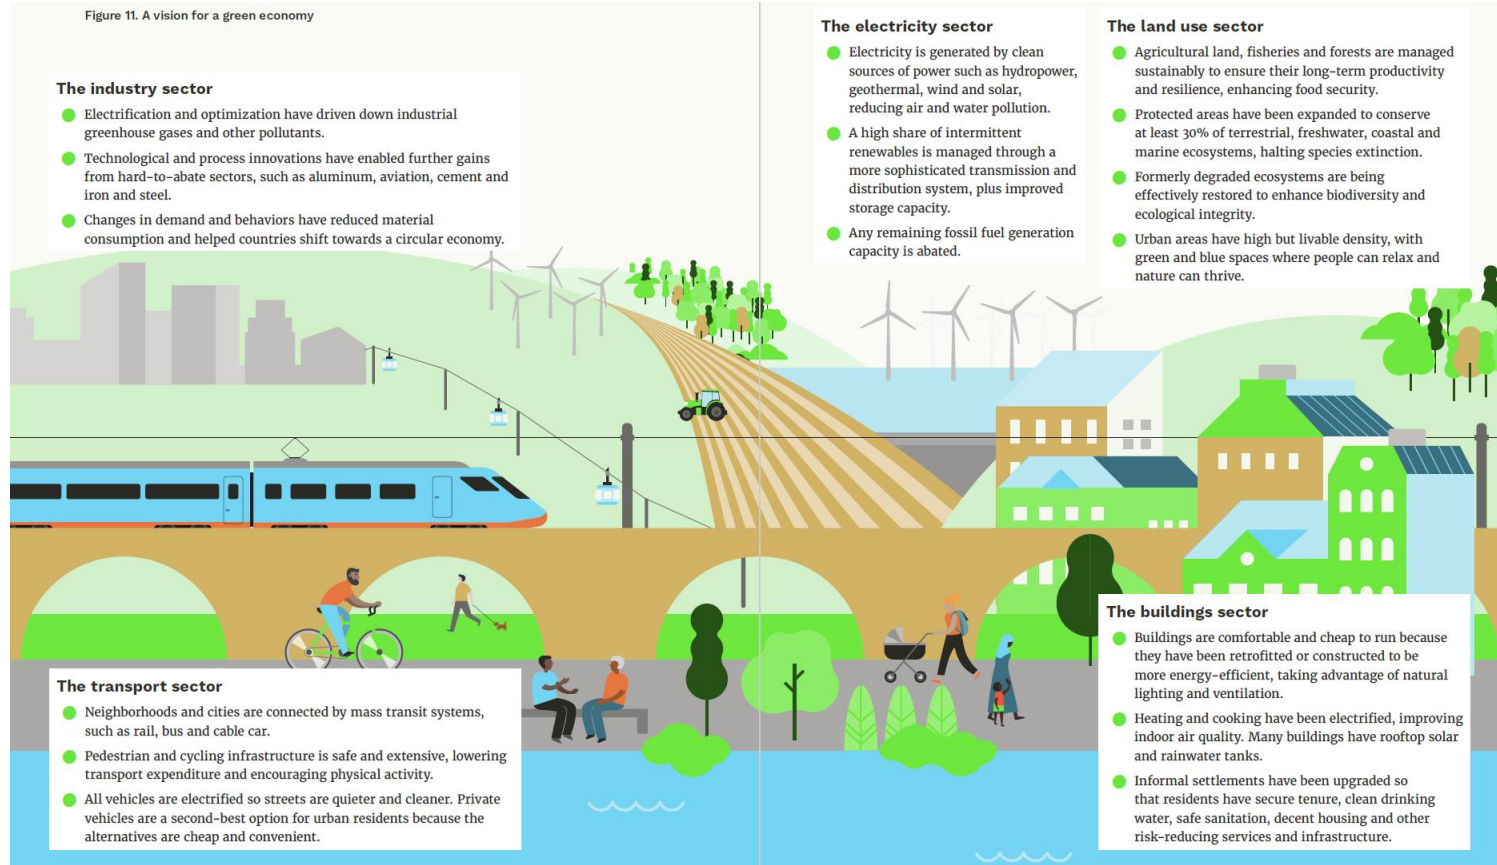 Figure 11. A vision for a green economy
The industry sector
Electrification and optimization have driven down industrial
greenhouse gases and other pollutants.
Technological and process innovations have enabled further gains
from hard-to-abate sectors, such as aluminum, aviation, cement and
iron and steel.
Changes in demand and behaviors have reduced material
consumption and helped countries shift towards a circular economy.
The electricity sector
Electricity is generated by clean
sources of power such as hydropower,
geothermal, wind and solar,
reducing air and water pollution.
A high share of intermittent
renewables is managed through a
more sophisticated transmission and
distribution system, plus improved
storage capacity.
Any remaining fossil fuel generation
capacity is abated.
The land use sector
Agricultural land, fisheries and forests are managed
sustainably to ensure their long-term productivity
and resilience, enhancing food security.
Protected areas have been expanded to conserve
at least 30% of terrestrial, freshwater, coastal and
marine ecosystems, halting species extinction.
Formerly degraded ecosystems are being
effectively restored to enhance biodiversity and
ecological integrity.
Urban areas have high but livable density, with
green and blue spaces where people can relax and
nature can thrive.
The transport sector
Neighborhoods and cities are connected by mass transit systems,
such as rail, bus and cable car.
Pedestrian and cycling infrastructure is safe and extensive, lowering
transport expenditure and encouraging physical activity.
All vehicles are electrified so streets are quieter and cleaner. Private
vehicles are a second-best option for urban residents because the
alternatives are cheap and convenient.
The buildings sector
Buildings are comfortable and cheap to run because
they have been retrofitted or constructed to be
more energy-efficient, taking advantage of natural
lighting and ventilation.
Heating and cooking have been electrified, improving
indoor air quality. Many buildings have rooftop solar
and rainwater tanks.
Informal settlements have been upgraded so
that residents have secure tenure, clean drinking
water, safe sanitation, decent housing and other
risk-reducing services and infrastructure.